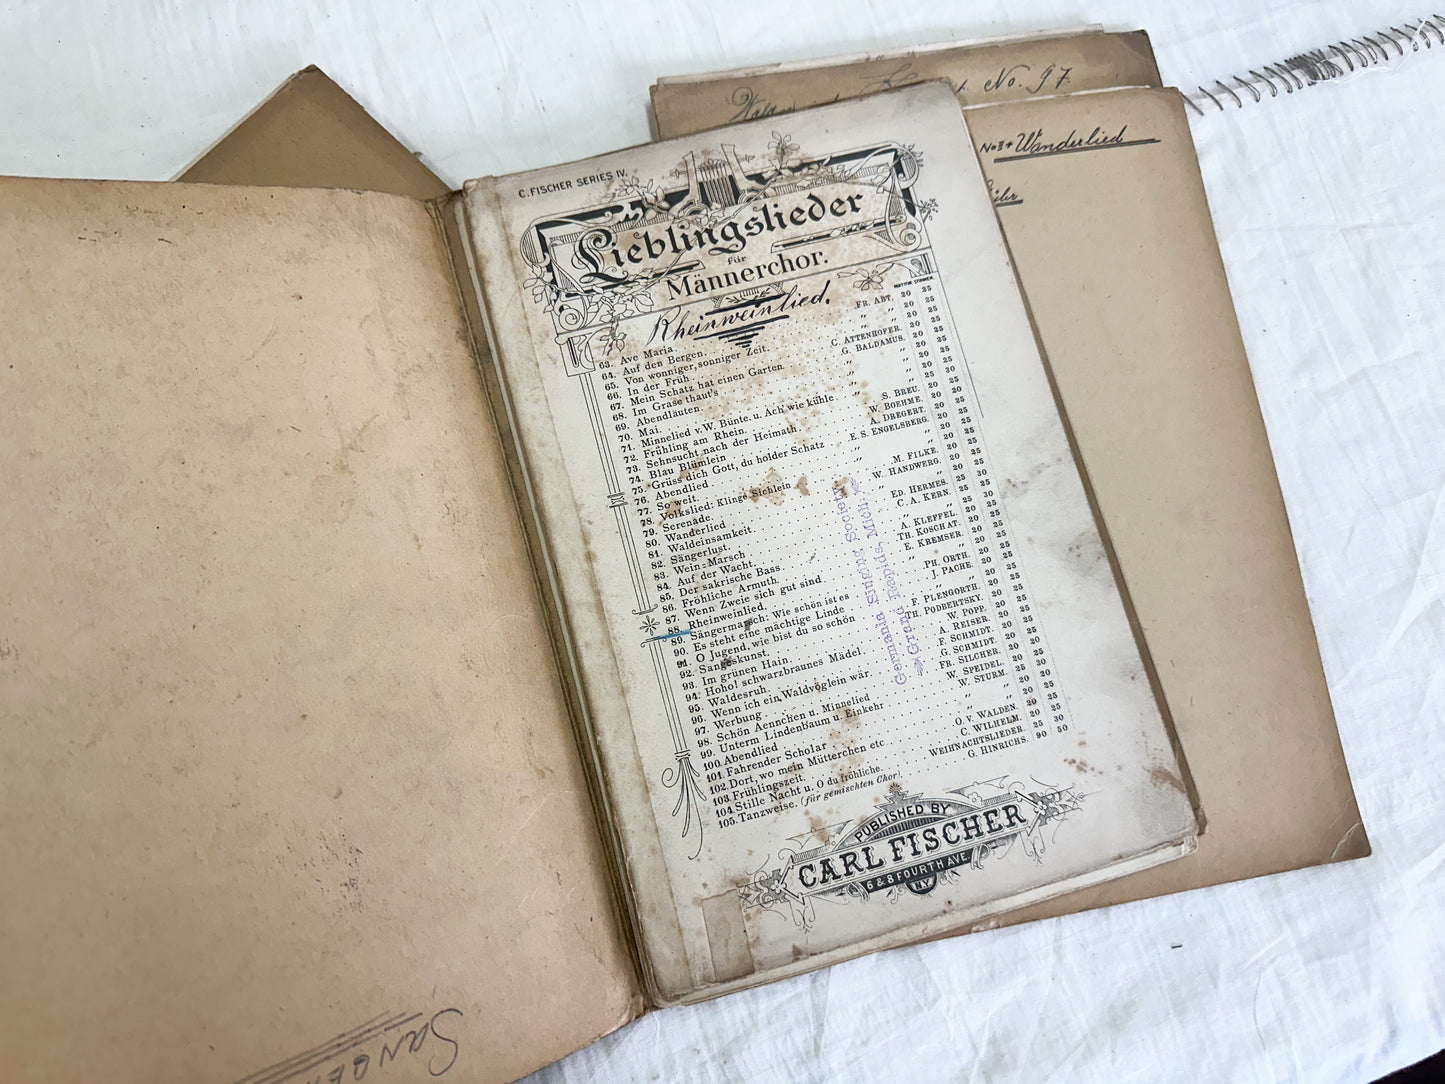 No. 97
No II + Wanderlied
C. FISCHER SERIES IV.
Lieblingslieder
für
Männerchor.
Rheinweinlied.
PARTITUR. STIMMEN.
63. Ave Maria. FR. ABT. 20 25
64. Auf den Bergen. " "
65. Von wonniger, sonniger Zeit. " "
66. In der Früh C. ATTENHOFER.
67. Mein Schatz hat einen Garten G. BALDAMUS.
68. Im Grase thaut's "
69. Abendläuten "
70. Mai. "
71. Minnelied v. W. Bünte. u. Ach wie kühle "
72. Frühling am Rhein. S. BREU.
73. Sehnsucht nach der Heimath W. BOEHME.
74. Blau Blümlein A. DREGERT.
75. Grüss dich Gott, du holder Schatz E. S. ENGELSBERG.
76. Abendlied "
77. So weit. "
78. Volkslied: Klinge, Siehlein M. FILKE.
79. Serenade. W. HANDWERG.
80. Wanderlied "
81. Waldeinsamkeit ED. HERMES.
82. Sängerlust. C. A. KERN.
83. Wein-Marsch "
84. Auf der Wacht. A. KLEFFEL.
85. Der sakrische Bass TH. KOSCHAT.
86. Fröhliche Armuth. E. KREMSER.
87. Wenn Zweie sich gut sind "
88. Rheinweinlied. PH. ORTH.
89. Sängermarsch: Wie schön ist es J. PACHE.
90. Es steht eine mächtige Linde "
91. O Jugend, wie bist du so schön F. PLENGORTH.
92. Sangeskunst. TH. PODBERTSKY.
93. Im grünen Hain. W. POPP.
94. Hoho! schwarzbraunes Mädel. A. REISER.
95. Waldesruh. F. SCHMIDT.
96. Wenn ich ein Waldvöglein wär. G. SCHMIDT.
97. Werbung FR. SILCHER.
98. Schön Aennchen u. Minnelied W. SPEIDEL.
99. Unterm Lindenbaum u. Einkehr W. STURM.
100. Abendlied "
101. Fahrender Scholar "
102. Dort, wo mein Mütterchen etc O. V. WALDEN.
103. Frühlingszeit. C. WILHELM. 20 25
104. Stille Nacht u. O du fröhliche. WEIHNACHTSLIEDER. 25 30
105. Tanzweise. (für gemischten Chor) G. HINRICHS. 90 50
Germania Singing Society
Grand Rapids, Mich.
PUBLISHED BY
CARL FISCHER
6 & 8 FOURTH AVE.
N.Y.